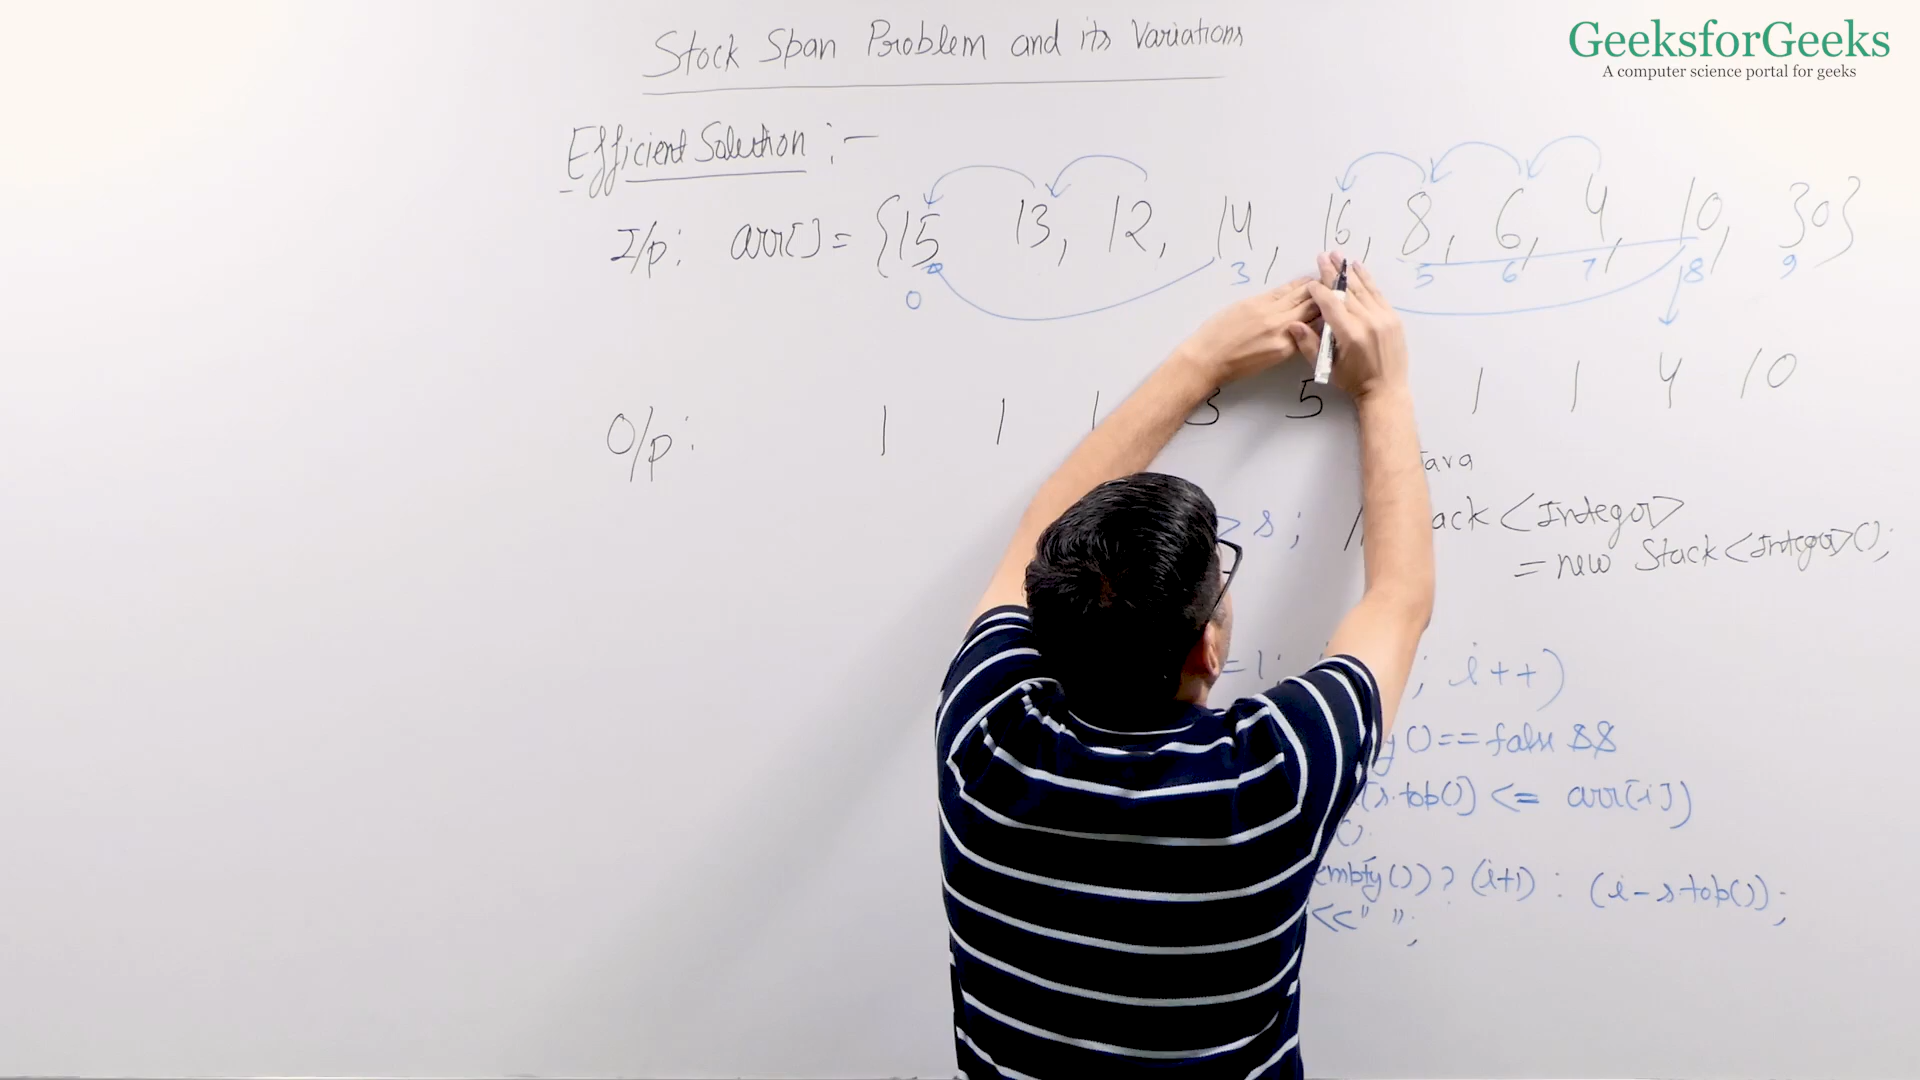 Stock Span Problem and its Variations
GeeksforGeeks
A computer science portal for geeks
Efficient Solution :-
I/p: arr[] = {15 13, 12, 14, 16, 8, 6, 4, 10, 30}
0 3 5 6 7 8 9
O/p: 1 1 1 3 5 1 1 4 10
ava
> s; / ack <Integer>
= new Stack <Integer>();
=1; ; i++)
y()==false &&
[s.top()] <= arr[i])
()
empty())? (i+1) : (i-s.top());
<<" ";